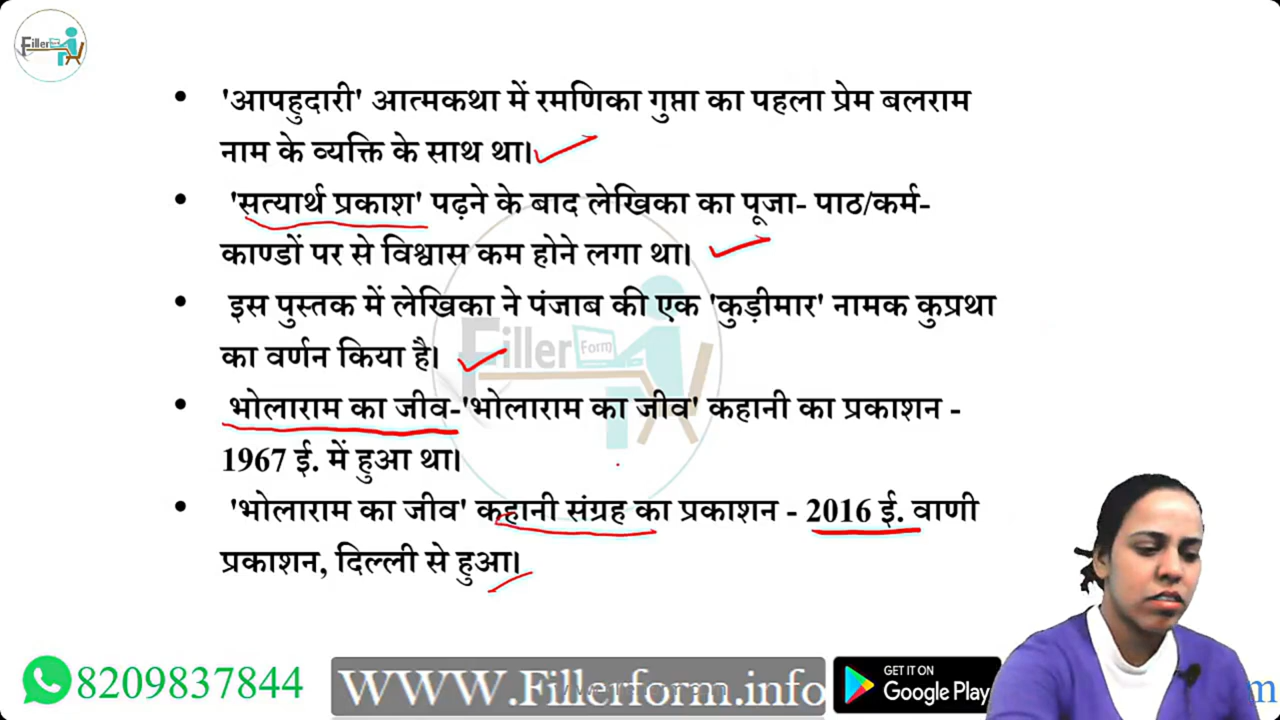 Filler
• 'आपहुदारी' आत्मकथा में रमणिका गुप्ता का पहला प्रेम बलराम
नाम के व्यक्ति के साथ था।
• 'सत्यार्थ प्रकाश' पढ़ने के बाद लेखिका का पूजा- पाठ/कर्म-
काण्डों पर से विश्वास कम होने लगा था।
• इस पुस्तक में लेखिका ने पंजाब की एक 'कुड़ीमार' नामक कुप्रथा
का वर्णन किया है।
Filler Form
• भोलाराम का जीव-'भोलाराम का जीव' कहानी का प्रकाशन -
1967 ई. में हुआ था।
• 'भोलाराम का जीव' कहानी संग्रह का प्रकाशन - 2016 ई. वाणी
प्रकाशन, दिल्ली से हुआ।
8209837844
WWW.Fillerform.info
GET IT ON
Google Play
m